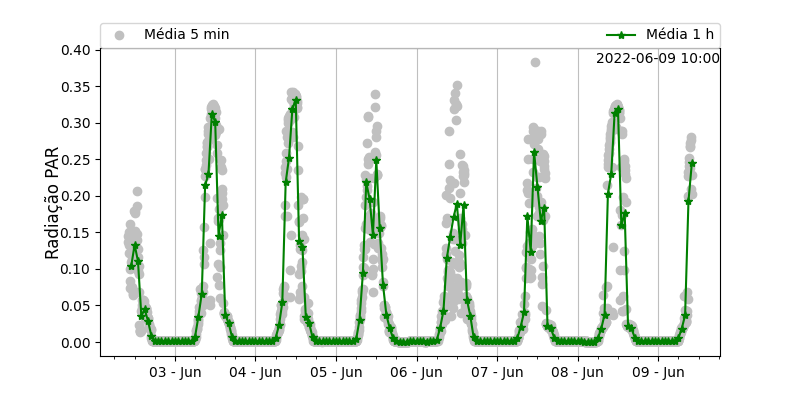 Média 5 min
Média 1 h
2022-06-09 10:00
Radiação PAR
0.40
0.35
0.30
0.25
0.20
0.15
0.10
0.05
0.00
03 - Jun
04 - Jun
05 - Jun
06 - Jun
07 - Jun
08 - Jun
09 - Jun